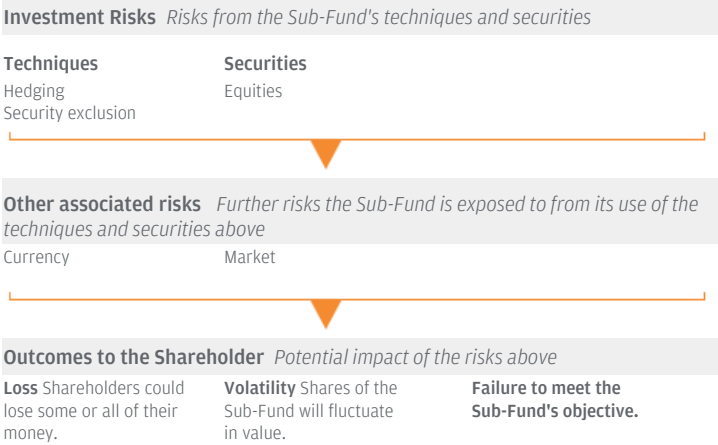 Investment Risks Risks from the Sub-Fund's techniques and securities
Techniques
Hedging
Security exclusion
Securities
Equities
Other associated risks Further risks the Sub-Fund is exposed to from its use of the
techniques and securities above
Currency
Market
Outcomes to the Shareholder Potential impact of the risks above
Loss Shareholders could
lose some or all of their
money.
Volatility Shares of the
Sub-Fund will fluctuate
in value.
Failure to meet the
Sub-Fund's objective.